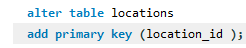 alter table locations
add primary key (location_id );